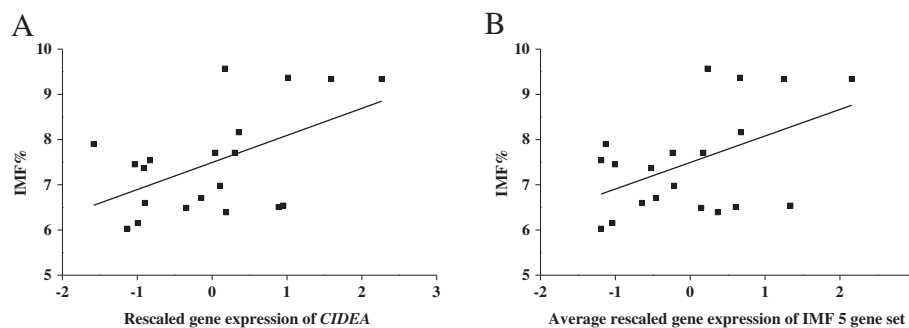 A
B
10
9
8
7
6
5
IMF%
-2 -1 0 1 2 3
Rescaled gene expression of CIDEA
10
9
8
7
6
5
IMF%
-2 -1 0 1 2
Average rescaled gene expression of IMF 5 gene set